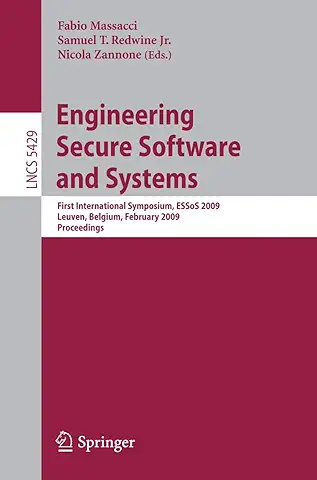 Fabio Massacci
Samuel T. Redwine Jr.
Nicola Zannone (Eds.)
LNCS 5429
Engineering
Secure Software
and Systems
First International Symposium, ESSoS 2009
Leuven, Belgium, February 2009
Proceedings
Springer